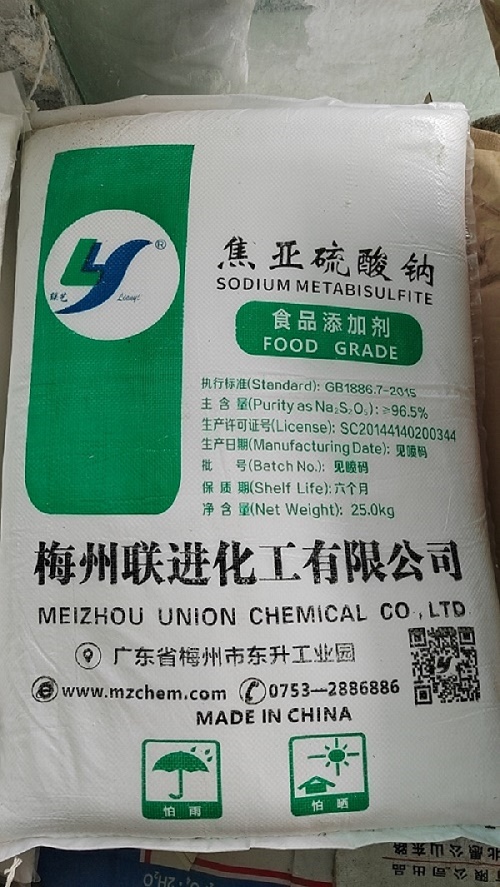 联艺
Lianyi
®
焦亚硫酸钠
SODIUM METABISULFITE
食品添加剂
FOOD GRADE
执行标准(Standard): GB1886.7-2015
主 含 量(Purity as Na₂S₂O₅): ≥96.5%
生产许可证号(License): SC20144140200344
生产日期(Manufacturing Date): 见喷码
批 号(Batch No.): 见喷码
保 质 期(Shelf Life): 六个月
净 含 量(Net Weight): 25.0kg
梅州联进化工有限公司
MEIZHOU UNION CHEMICAL CO.,LTD
广东省梅州市东升工业园
www.mzchem.com 0753—2886886
MADE IN CHINA
怕 雨
怕 晒